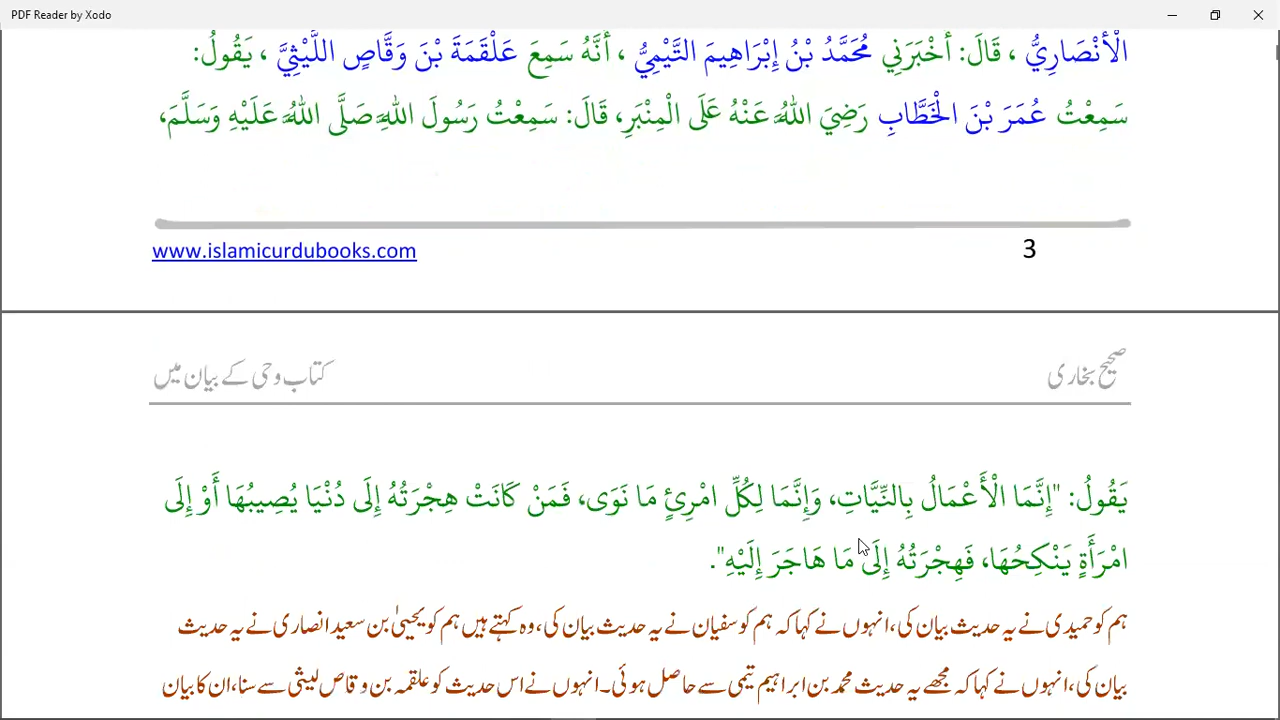 PDF Reader by Xodo
الْأَنْصَارِيُّ ، قَالَ: أَخْبَرَنِي مُحَمَّدُ بْنُ إِبْرَاهِيمَ التَّيْمِيُّ ، أَنَّهُ سَمِعَ عَلْقَمَةَ بْنَ وَقَّاصٍ اللَّيْثِيَّ ، يَقُولُ:
سَمِعْتُ عُمَرَ بْنَ الْخَطَّابِ رَضِيَ اللهُ عَنْهُ عَلَى الْمِنْبَرِ، قَالَ: سَمِعْتُ رَسُولَ اللهِ صَلَّى اللهُ عَلَيْهِ وَسَلَّمَ،
www.islamicurdubooks.com 3
صحیح بخاری کتاب وحی کے بیان میں
يَقُولُ: "إِنَّمَا الْأَعْمَالُ بِالنِّيَّاتِ، وَإِنَّمَا لِكُلِّ امْرِئٍ مَا نَوَى، فَمَنْ كَانَتْ هِجْرَتُهُ إِلَى دُنْيَا يُصِيبُهَا أَوْ إِلَى
امْرَأَةٍ يَنْكِحُهَا، فَهِجْرَتُهُ إِلَى مَا هَاجَرَ إِلَيْهِ".
ہم کو حمیدی نے یہ حدیث بیان کی، انہوں نے کہا کہ ہم کو سفیان نے یہ حدیث بیان کی، وہ کہتے ہیں ہم کو یحییٰ بن سعید انصاری نے یہ حدیث
بیان کی، انہوں نے کہا کہ مجھے یہ حدیث محمد بن ابراہیم تیمی سے حاصل ہوئی۔ انہوں نے اس حدیث کو علقمہ بن وقاص لیثی سے سنا، ان کا بیان